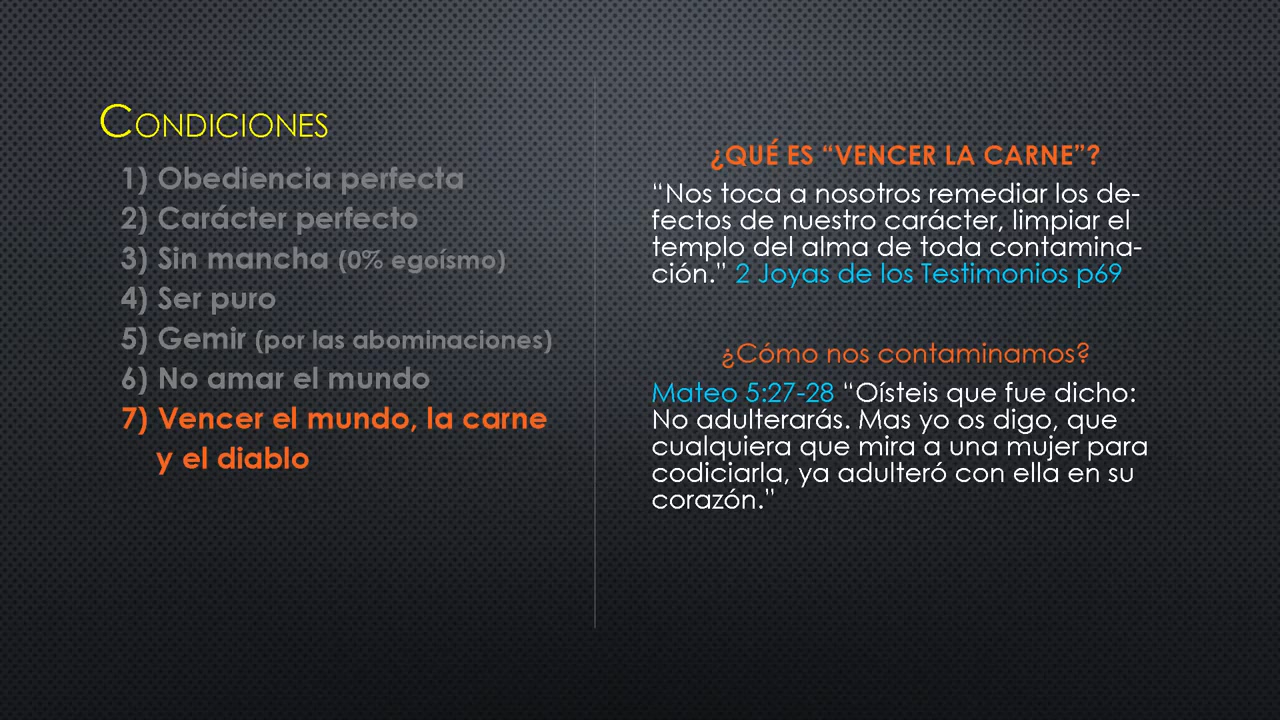 CONDICIONES
1) Obediencia perfecta
2) Carácter perfecto
3) Sin mancha (0% egoísmo)
4) Ser puro
5) Gemir (por las abominaciones)
6) No amar el mundo
7) Vencer el mundo, la carne
y el diablo
¿QUÉ ES “VENCER LA CARNE”?
“Nos toca a nosotros remediar los de-
fectos de nuestro carácter, limpiar el
templo del alma de toda contamina-
ción.” 2 Joyas de los Testimonios p69
¿Cómo nos contaminamos?
Mateo 5:27-28 “Oísteis que fue dicho:
No adulterarás. Mas yo os digo, que
cualquiera que mira a una mujer para
codiciarla, ya adulteró con ella en su
corazón.”